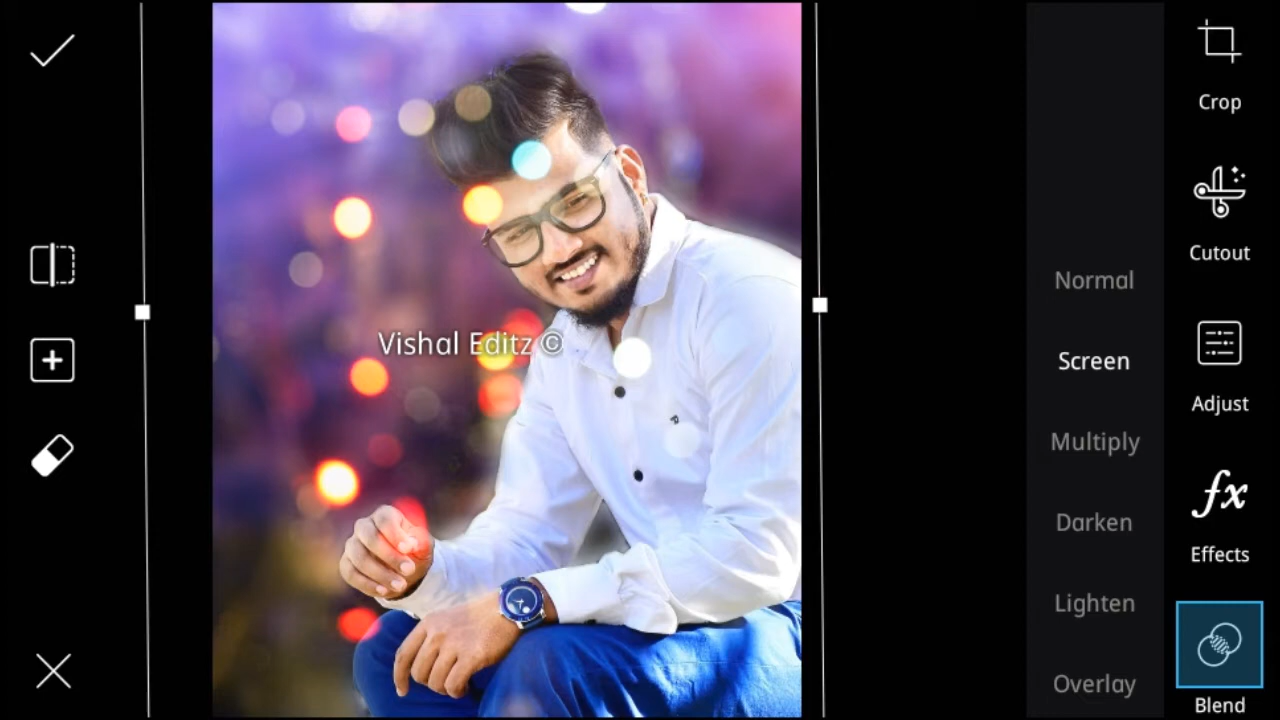 Crop
Cutout
Normal
Vishal Editz ©
Screen
Adjust
Multiply
Darken
fx
Effects
Lighten
Overlay
Blend